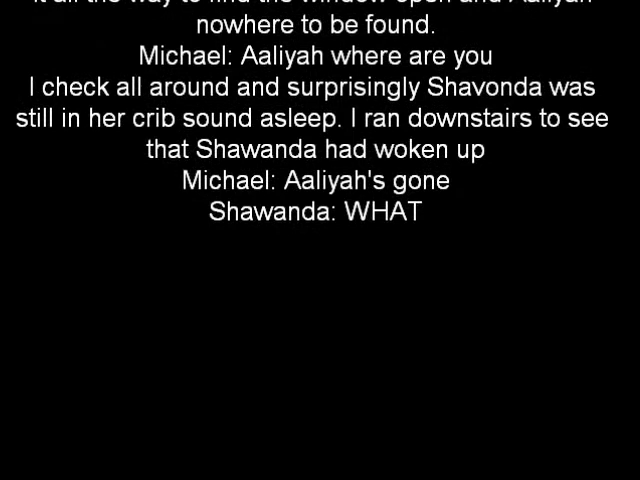 it all the way to find the window open and Aaliyah
nowhere to be found.
Michael: Aaliyah where are you
I check all around and surprisingly Shavonda was
still in her crib sound asleep. I ran downstairs to see
that Shawanda had woken up
Michael: Aaliyah's gone
Shawanda: WHAT